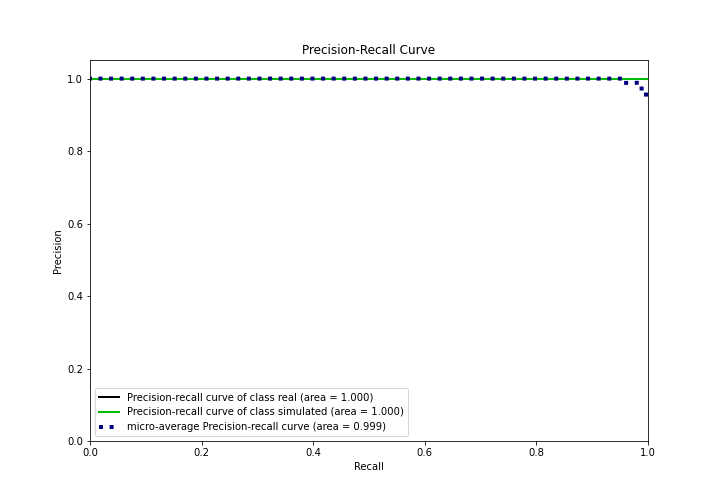 Precision-Recall Curve
1.0
0.8
0.6
0.4
0.2
0.0
Precision
Precision-recall curve of class real (area = 1.000)
Precision-recall curve of class simulated (area = 1.000)
micro-average Precision-recall curve (area = 0.999)
0.0 0.2 0.4 0.6 0.8 1.0
Recall